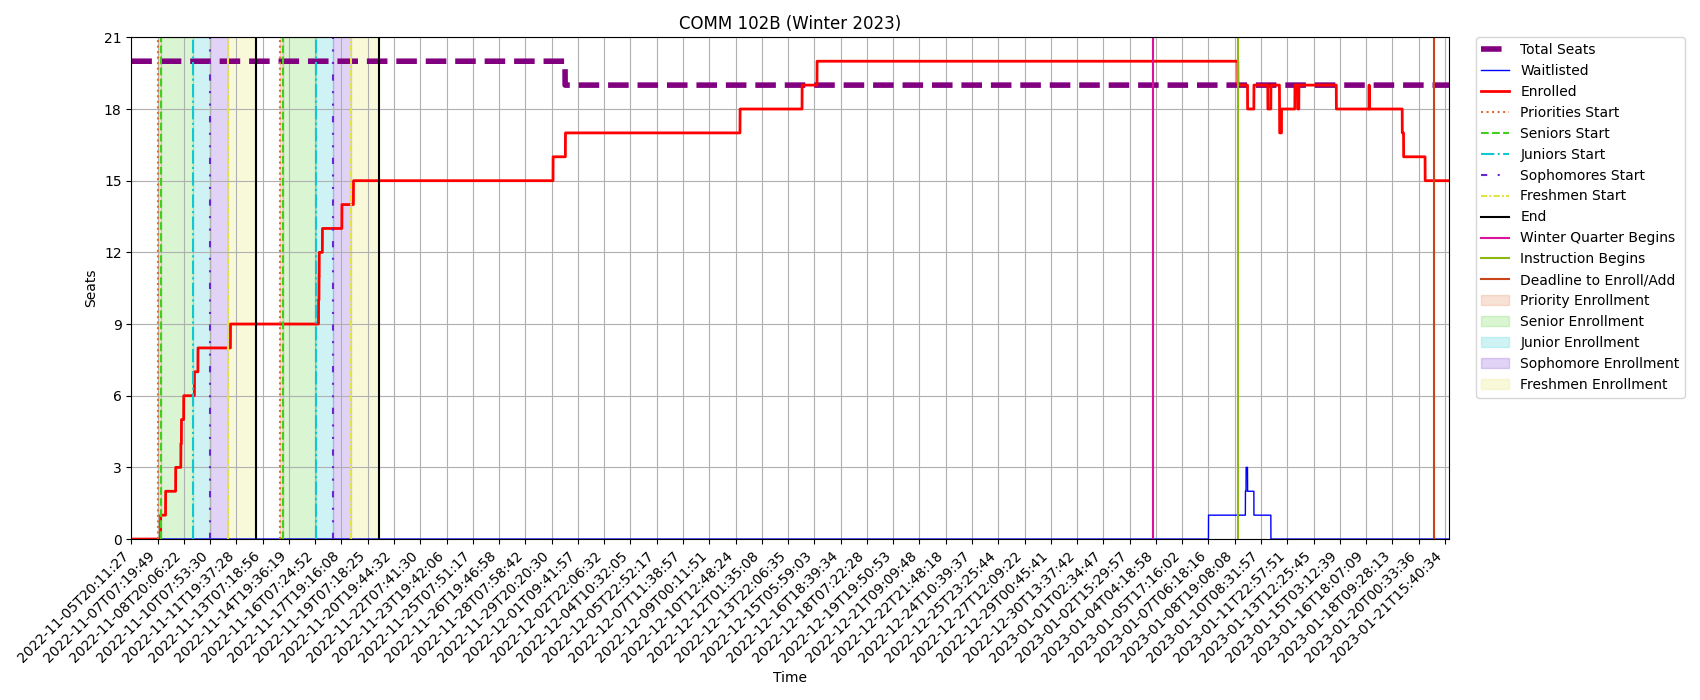 COMM 102B (Winter 2023)
Seats
21
18
15
12
9
6
3
0
2022-11-05T20:11:27
2022-11-07T07:19:49
2022-11-08T20:06:22
2022-11-10T07:53:30
2022-11-11T19:37:28
2022-11-13T07:18:56
2022-11-14T19:36:19
2022-11-16T07:24:52
2022-11-17T19:16:08
2022-11-19T07:18:25
2022-11-20T19:44:32
2022-11-22T07:41:30
2022-11-23T19:42:06
2022-11-25T07:51:17
2022-11-26T19:46:58
2022-11-28T07:58:42
2022-11-29T20:20:30
2022-12-01T09:41:57
2022-12-02T22:06:32
2022-12-04T10:32:05
2022-12-05T22:52:17
2022-12-07T11:38:57
2022-12-09T00:11:51
2022-12-10T12:48:24
2022-12-12T01:35:08
2022-12-13T22:06:35
2022-12-15T05:59:03
2022-12-16T18:39:34
2022-12-18T07:22:28
2022-12-19T19:50:53
2022-12-21T09:09:48
2022-12-22T21:48:19
2022-12-24T10:39:37
2022-12-25T23:25:44
2022-12-27T12:09:22
2022-12-29T00:45:41
2022-12-30T13:37:42
2023-01-01T02:34:47
2023-01-02T15:29:57
2023-01-04T04:18:58
2023-01-05T17:16:02
2023-01-07T06:18:16
2023-01-08T19:08:08
2023-01-10T08:31:57
2023-01-11T22:57:51
2023-01-13T13:25:45
2023-01-15T03:12:39
2023-01-16T18:07:09
2023-01-18T09:28:13
2023-01-20T00:33:36
2023-01-21T15:40:34
Time
Total Seats
Waitlisted
Enrolled
Priorities Start
Seniors Start
Juniors Start
Sophomores Start
Freshmen Start
End
Winter Quarter Begins
Instruction Begins
Deadline to Enroll/Add
Priority Enrollment
Senior Enrollment
Junior Enrollment
Sophomore Enrollment
Freshmen Enrollment